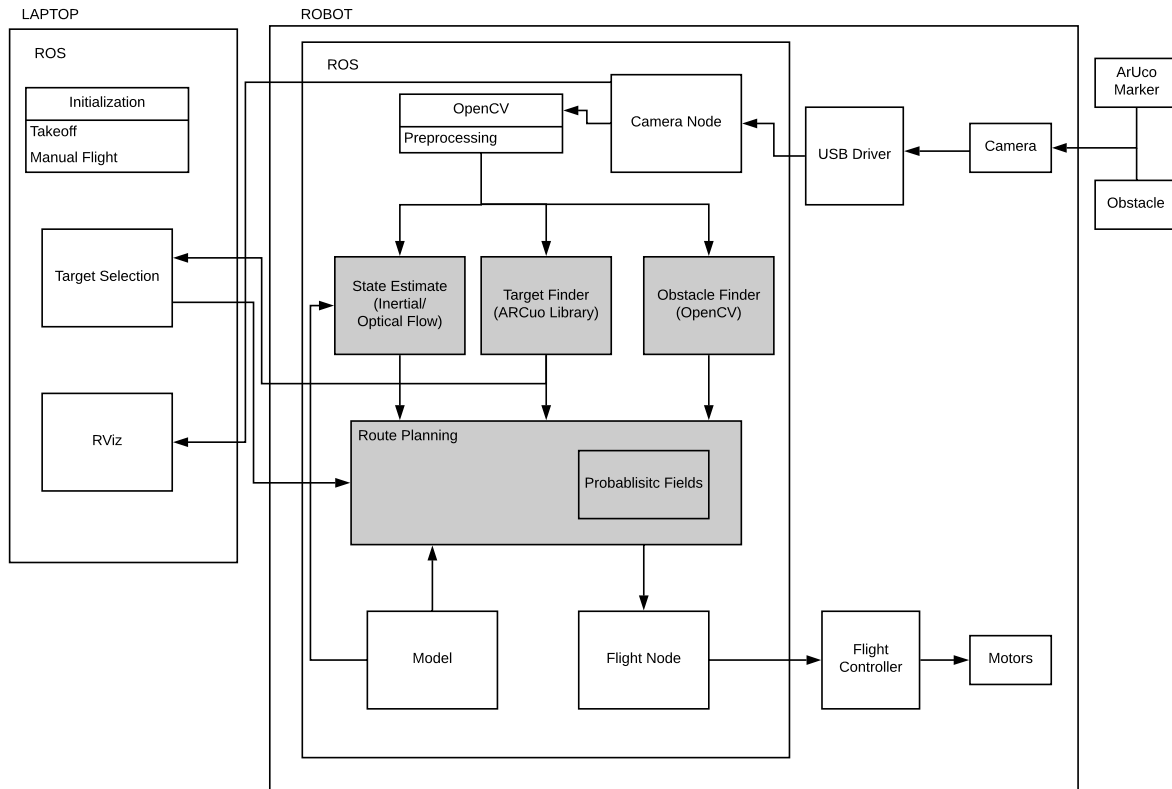 LAPTOP
ROS
Initialization
Takeoff
Manual Flight
Target Selection
RViz
ROBOT
ROS
OpenCV
Preprocessing
Camera Node
USB Driver
Camera
ArUco
Marker
Obstacle
State Estimate
(Inertial/
Optical Flow)
Target Finder
(ARCuo Library)
Obstacle Finder
(OpenCV)
Route Planning
Probablisitc Fields
Model
Flight Node
Flight
Controller
Motors